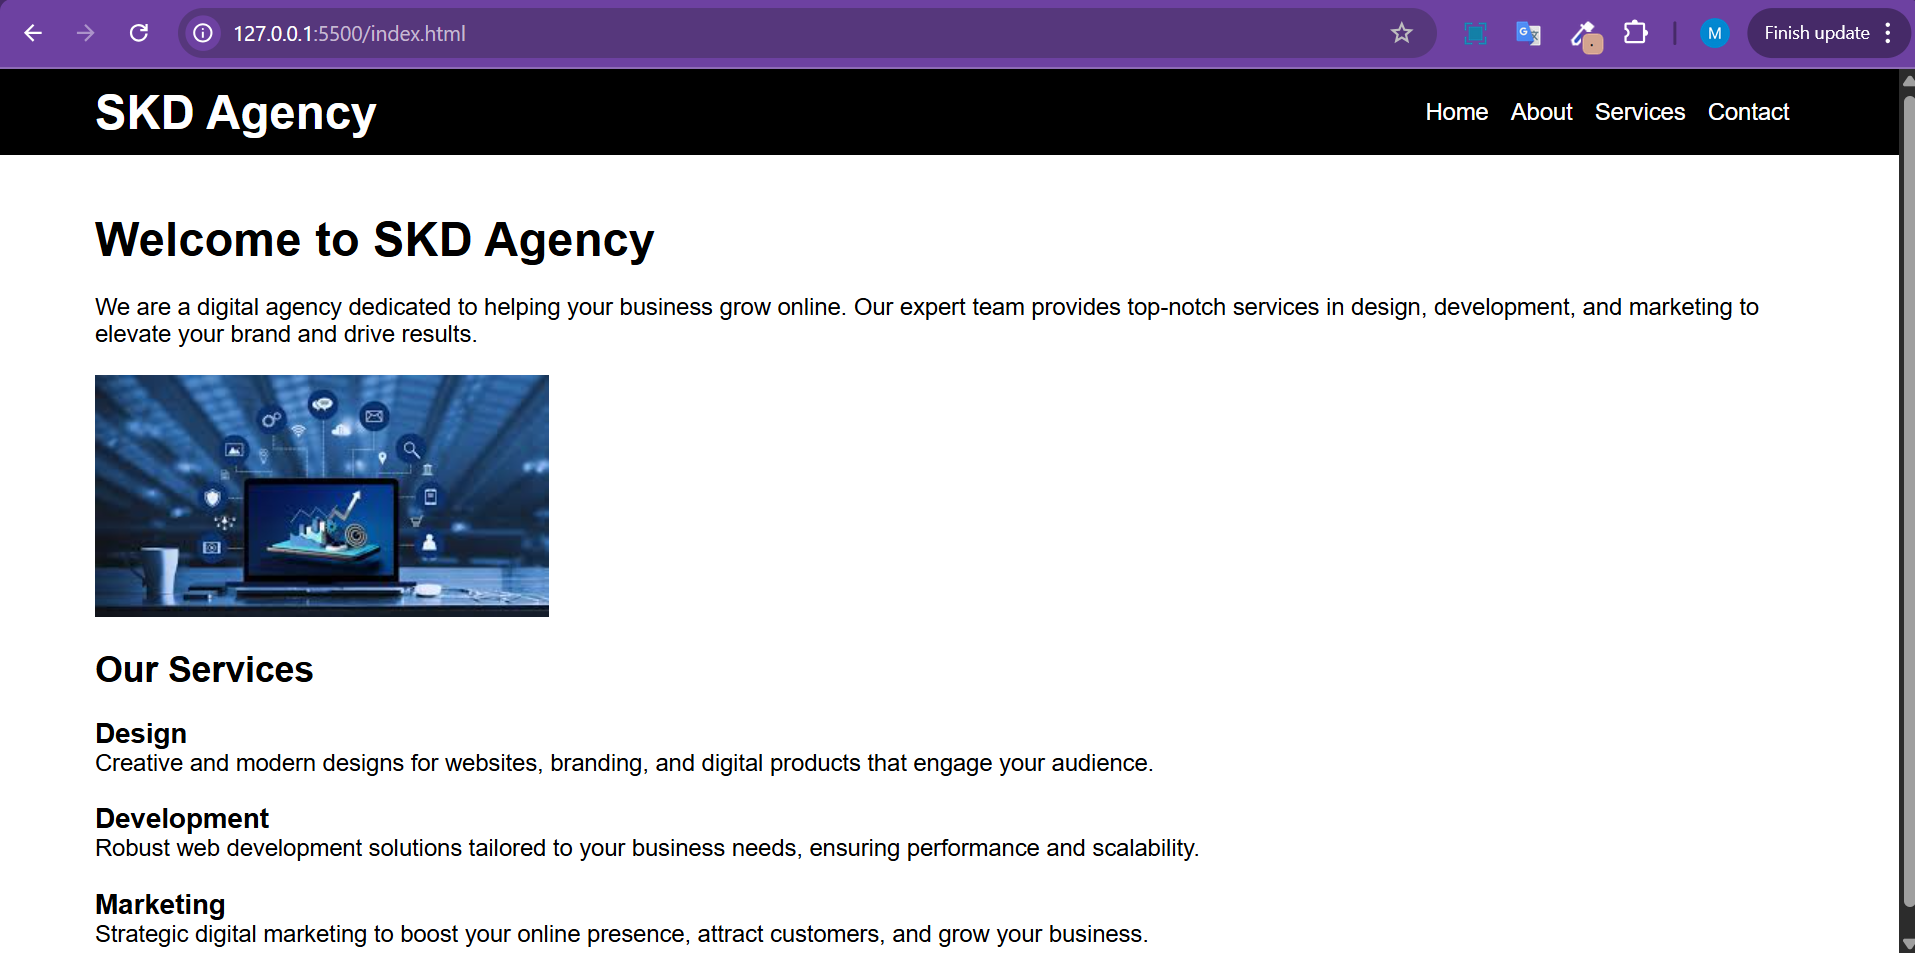 127.0.0.1:5500/index.html
M
Finish update
SKD Agency
Home About Services Contact
Welcome to SKD Agency
We are a digital agency dedicated to helping your business grow online. Our expert team provides top-notch services in design, development, and marketing to
elevate your brand and drive results.
Our Services
Design
Creative and modern designs for websites, branding, and digital products that engage your audience.
Development
Robust web development solutions tailored to your business needs, ensuring performance and scalability.
Marketing
Strategic digital marketing to boost your online presence, attract customers, and grow your business.